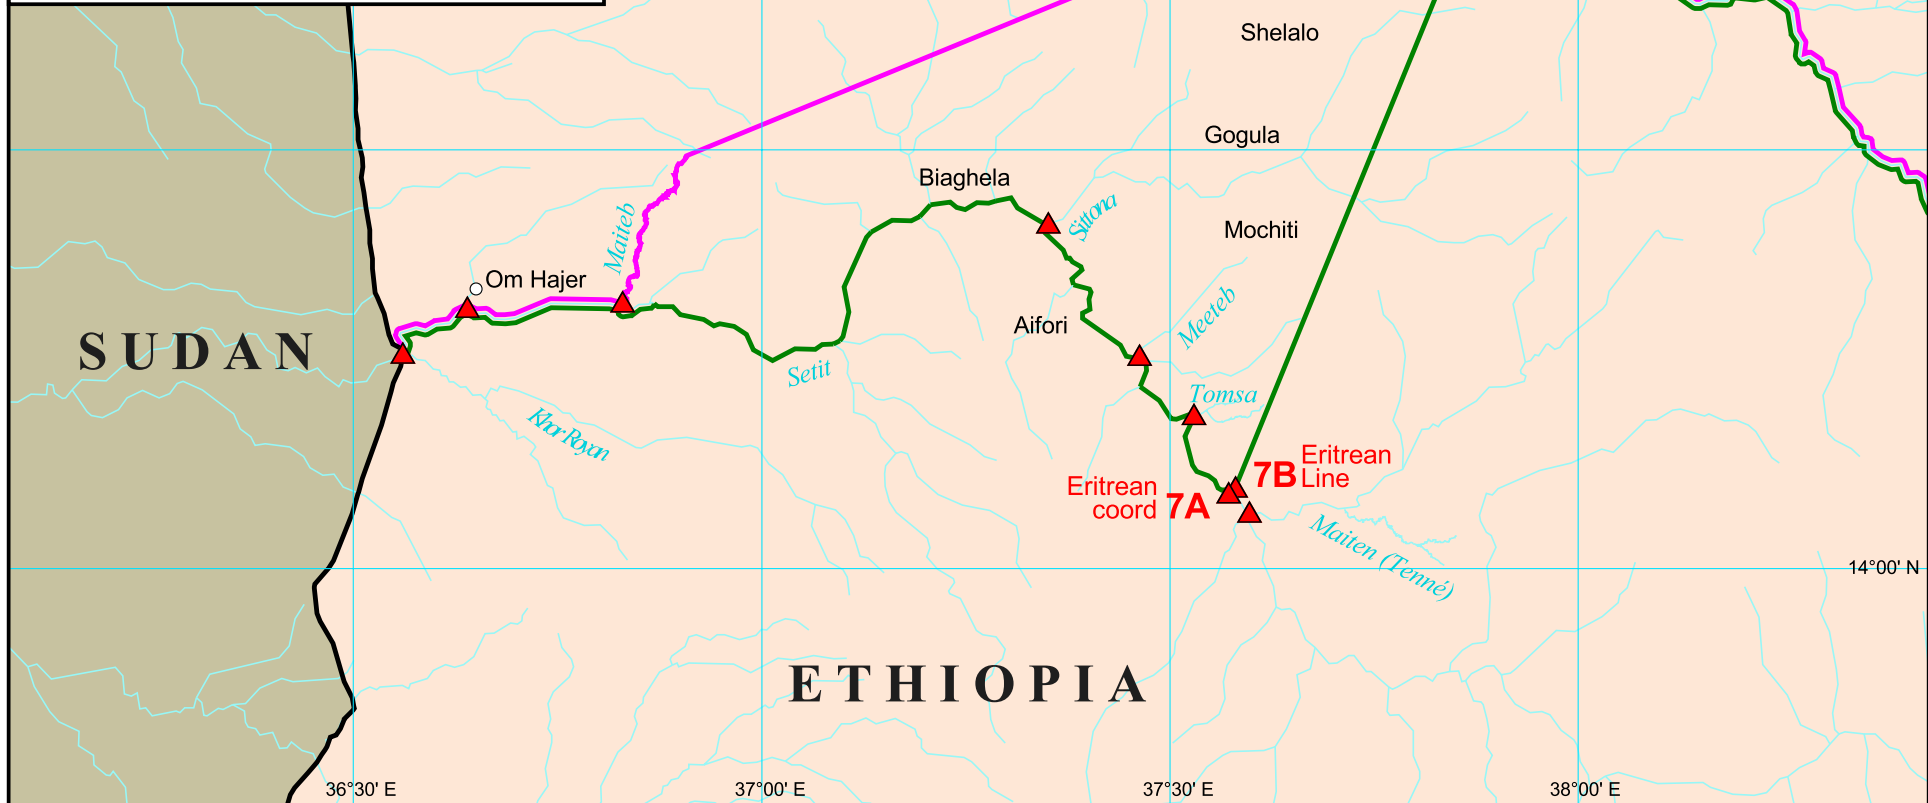 Shelalo
Gogula
Biaghela
Sittona
Maiteb
Mochiti
Om Hajer
Meeteb
Aifori
SUDAN
Setit
Tomsa
Khor Royan
Eritrean
Line
7B
Eritrean
coord
7A
Maiten (Tenné)
14°00' N
ETHIOPIA
36°30' E
37°00' E
37°30' E
38°00' E